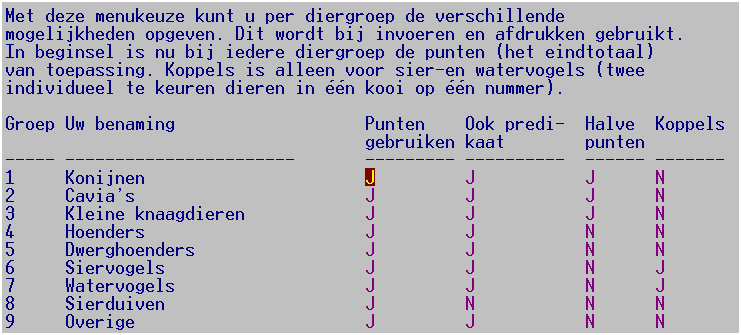 Met deze menukeuze kunt u per diergroep de verschillende
mogelijkheden opgeven. Dit wordt bij invoeren en afdrukken gebruikt.
In beginsel is nu bij iedere diergroep de punten (het eindtotaal)
van toepassing. Koppels is alleen voor sier-en watervogels (twee
individueel te keuren dieren in één kooi op één nummer).
Groep Uw benaming Punten Ook predi- Halve Koppels
gebruiken kaat punten
----- ----------------------- --------- ---------- ------ -------
1 Konijnen J J J N
2 Cavia's J J J N
3 Kleine knaagdieren J J J N
4 Hoenders J J N N
5 Dwerghoenders J J N N
6 Siervogels J J N J
7 Watervogels J J N J
8 Sierduiven J N N N
9 Overige J J N N